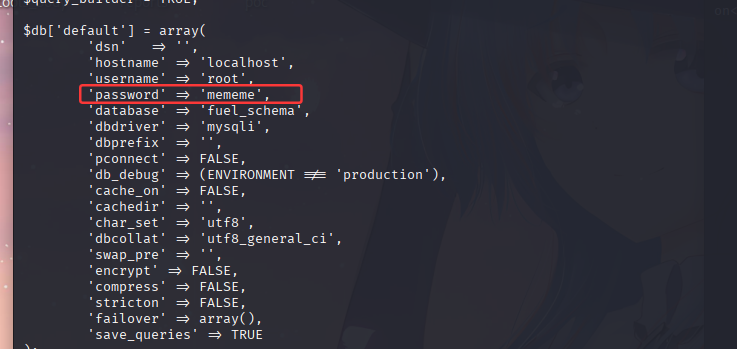 $query_builder = TRUE;
$db['default'] = array(
'dsn' => '',
'hostname' => 'localhost',
'username' => 'root',
'password' => 'mememe',
'database' => 'fuel_schema',
'dbdriver' => 'mysqli',
'dbprefix' => '',
'pconnect' => FALSE,
'db_debug' => (ENVIRONMENT !== 'production'),
'cache_on' => FALSE,
'cachedir' => '',
'char_set' => 'utf8',
'dbcollat' => 'utf8_general_ci',
'swap_pre' => '',
'encrypt' => FALSE,
'compress' => FALSE,
'stricton' => FALSE,
'failover' => array(),
'save_queries' => TRUE
);